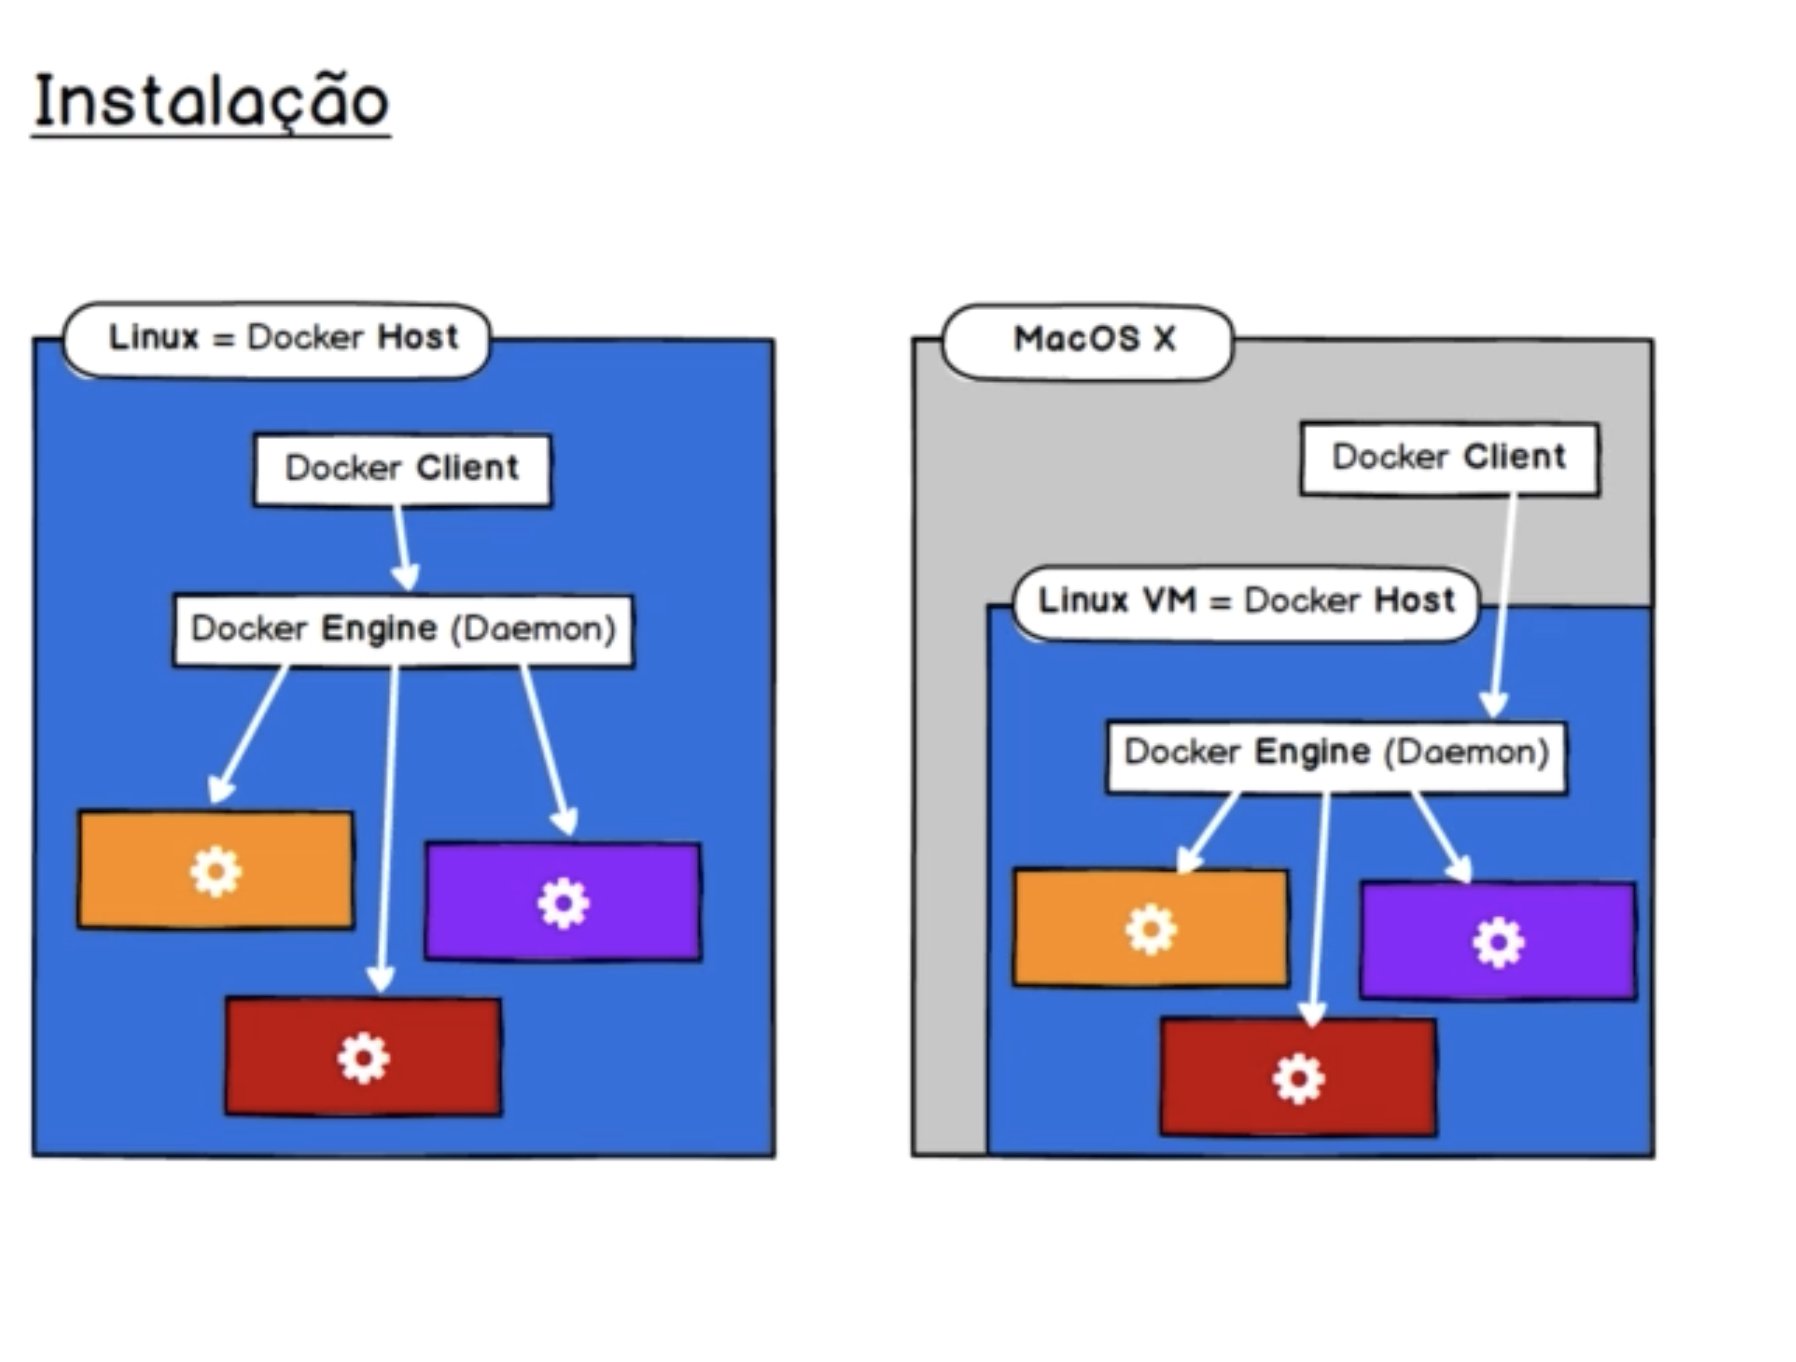 Instalação
Linux = Docker Host
Docker Client
Docker Engine (Daemon)
MacOS X
Docker Client
Linux VM = Docker Host
Docker Engine (Daemon)